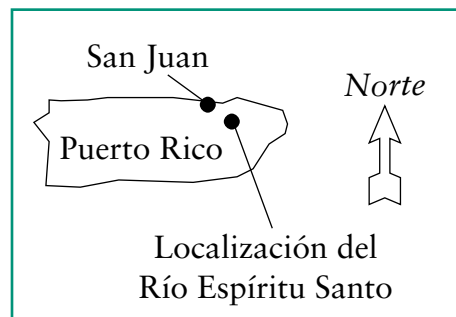 San Juan
Norte
Puerto Rico
Localización del
Río Espíritu Santo